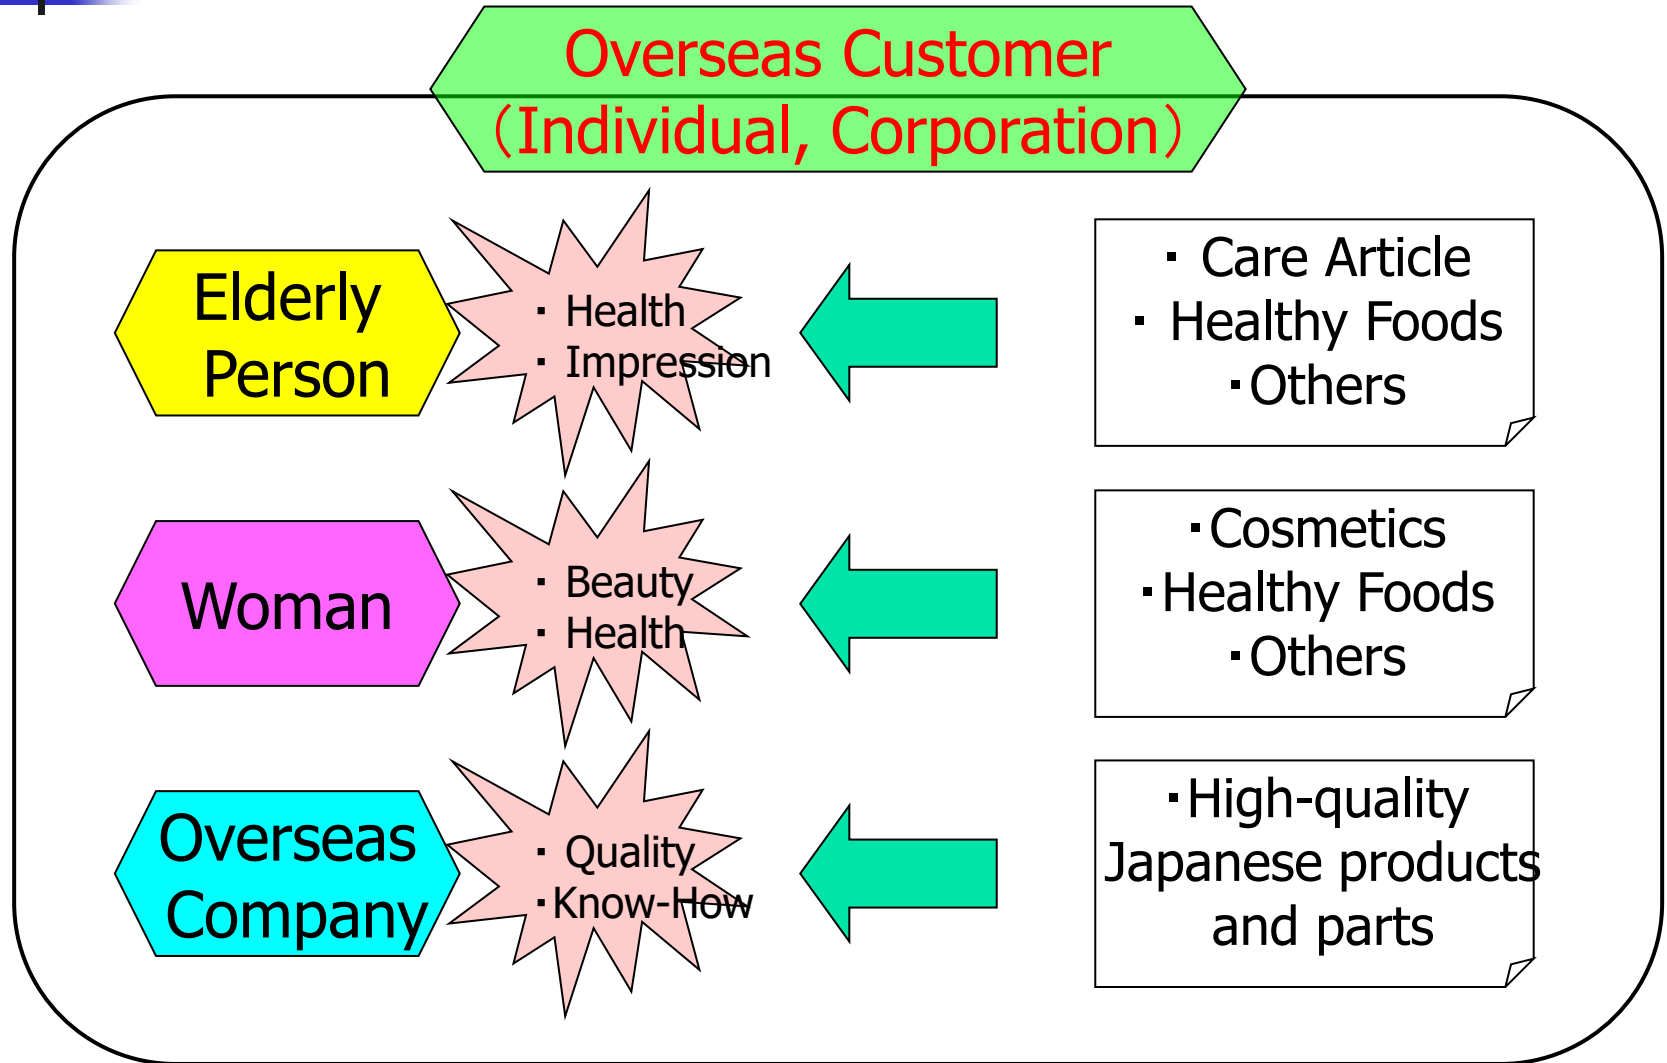 Overseas Customer
（Individual, Corporation）
Elderly
Person
・ Health
・ Impression
・ Care Article
・ Healthy Foods
・Others
Woman
・ Beauty
・ Health
・Cosmetics
・Healthy Foods
・Others
Overseas
Company
・ Quality
・Know-How
・High-quality
Japanese products
and parts